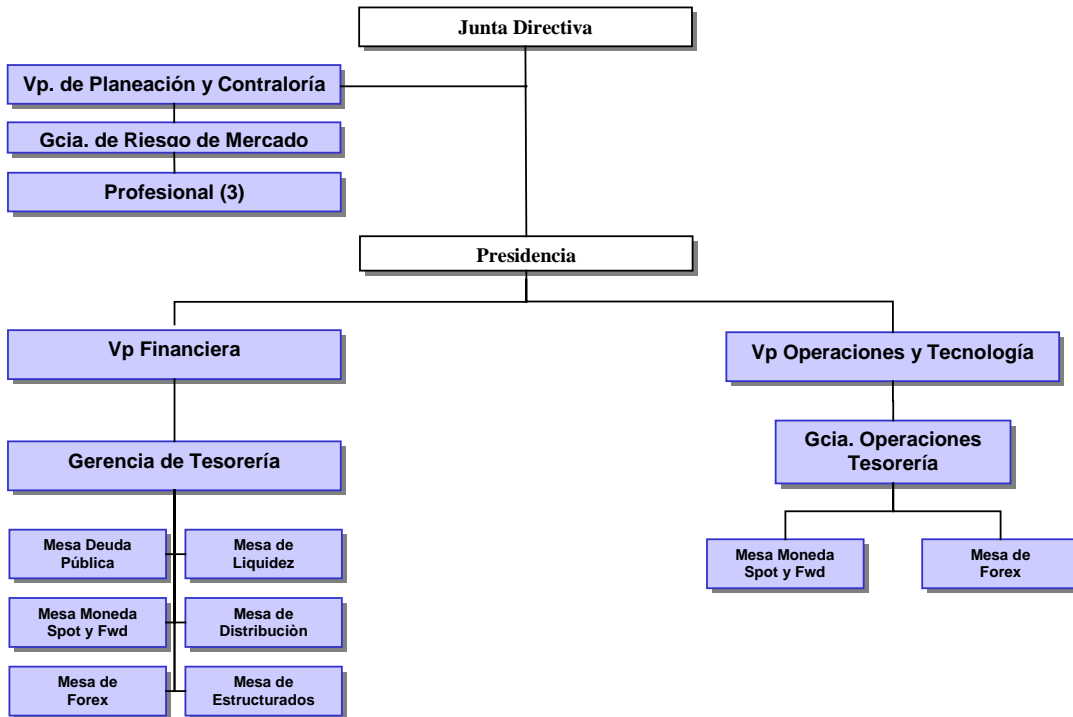 Junta Directiva
Vp. de Planeación y Contraloría
Gcia. de Riesgo de Mercado
Profesional (3)
Presidencia
Vp Financiera
Vp Operaciones y Tecnología
Gerencia de Tesorería
Gcia. Operaciones
Tesorería
Mesa Deuda
Pública
Mesa de
Liquidez
Mesa Moneda
Spot y Fwd
Mesa de
Forex
Mesa Moneda
Spot y Fwd
Mesa de
Distribuciòn
Mesa de
Forex
Mesa de
Estructurados